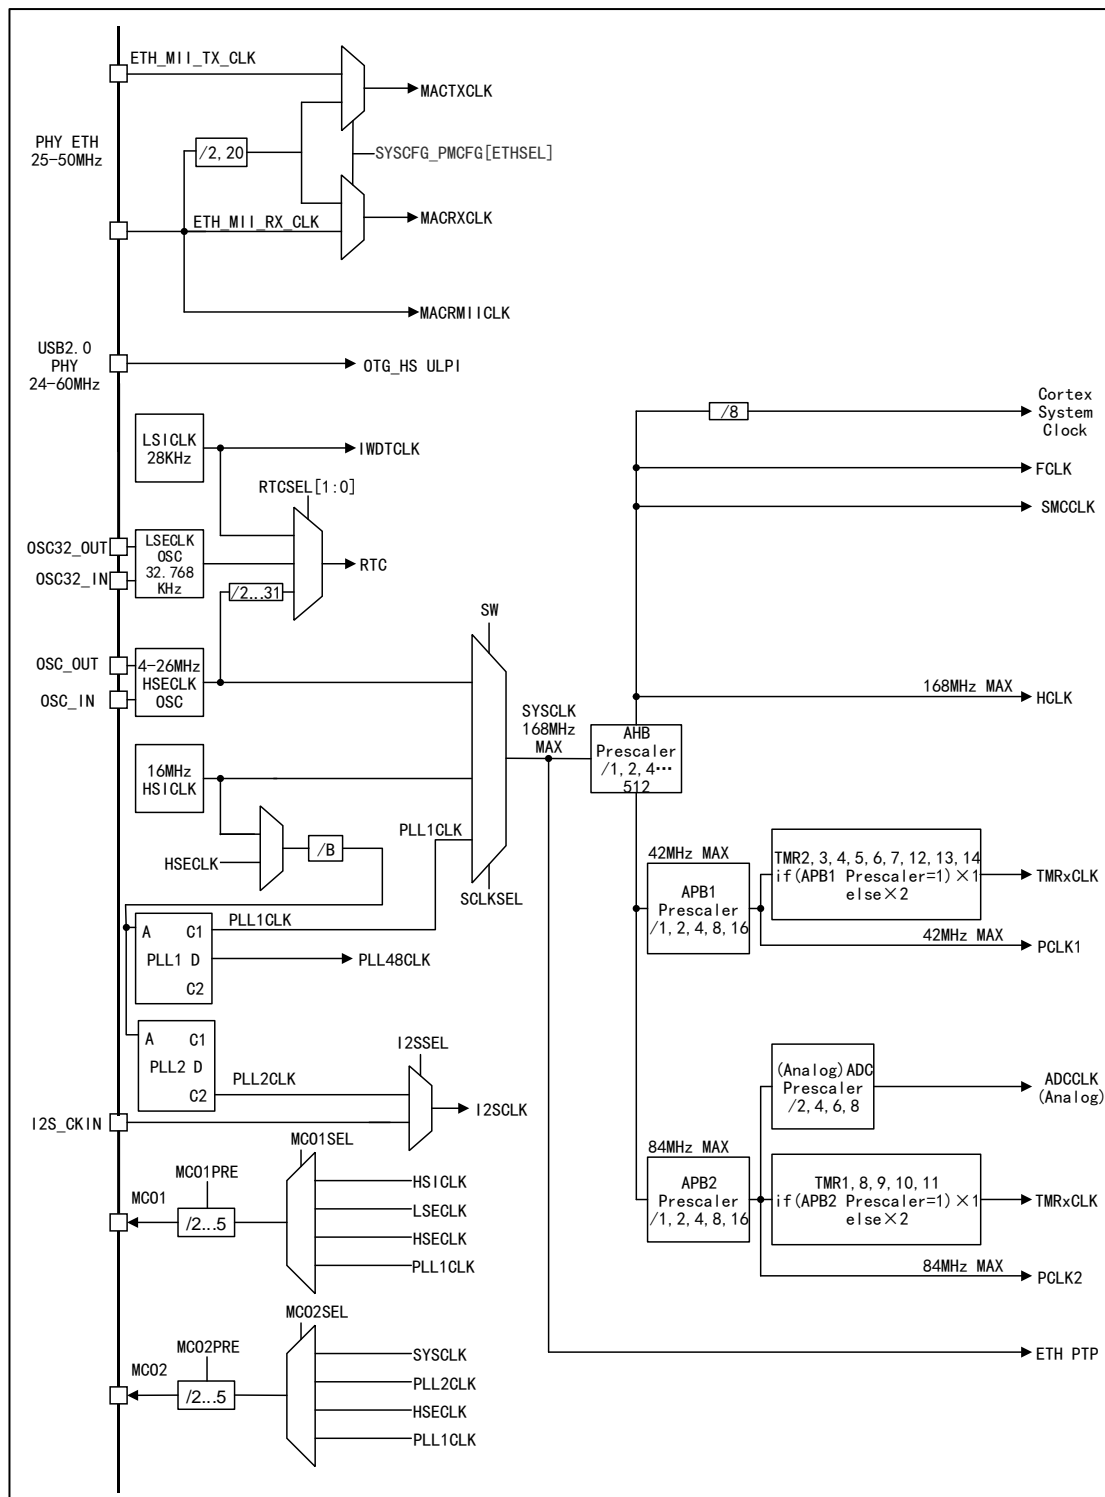 ETH_MII_TX_CLK
MACTXCLK
PHY ETH
25-50MHz
/2,20
SYSCFG_PMCFG[ETHSEL]
ETH_MII_RX_CLK
MACRXCLK
MACRMIICLK
USB2.0
PHY
24-60MHz
OTG_HS ULPI
LSICLK
28KHz
IWDTCLK
RTCSEL[1:0]
OSC32_OUT
OSC32_IN
LSECLK
OSC
32.768
KHz
RTC
/2...31
OSC_OUT
OSC_IN
4-26MHz
HSECLK
OSC
SW
16MHz
HSICLK
HSECLK
/B
PLL1CLK
SCLKSEL
SYSCLK
168MHz
MAX
AHB
Prescaler
/1,2,4…
512
/8
Cortex
System
Clock
FCLK
SMCCLK
168MHz MAX
HCLK
A C1
PLL1 D
C2
PLL1CLK
PLL48CLK
A C1
PLL2 D
C2
PLL2CLK
I2SSEL
I2SCLK
I2S_CKIN
42MHz MAX
APB1
Prescaler
/1,2,4,8,16
TMR2,3,4,5,6,7,12,13,14
if(APB1 Prescaler=1)×1
else×2
TMRxCLK
42MHz MAX
PCLK1
(Analog)ADC
Prescaler
/2,4,6,8
ADCCLK
(Analog)
84MHz MAX
APB2
Prescaler
/1,2,4,8,16
TMR1,8,9,10,11
if(APB2 Prescaler=1)×1
else×2
TMRxCLK
84MHz MAX
PCLK2
ETH PTP
MCO1
MCO1PRE
/2...5
MCO1SEL
HSICLK
LSECLK
HSECLK
PLL1CLK
MCO2
MCO2PRE
/2...5
MCO2SEL
SYSCLK
PLL2CLK
HSECLK
PLL1CLK